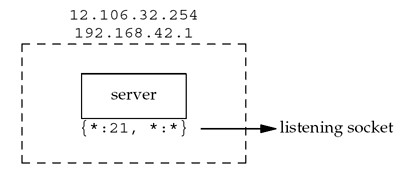 12.106.32.254
192.168.42.1
server
{*:21, *:*}
listening socket